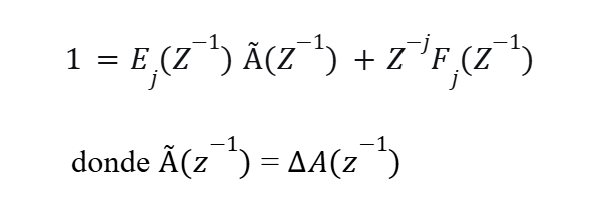 1 = E_j(Z^{-1}) Ã(Z^{-1}) + Z^{-j}F_j(Z^{-1})
donde Ã(z^{-1}) = ΔA(z^{-1})